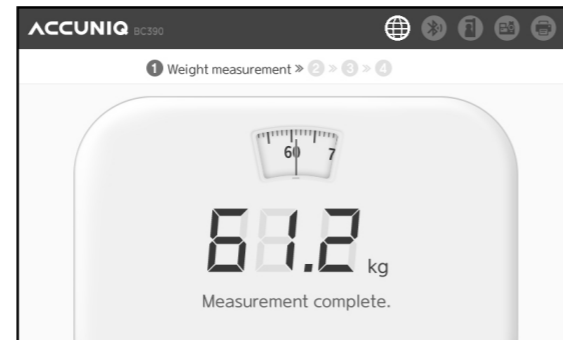 ACCUNIQ BC390
1 Weight measurement » 2 > 3 > 4
60 7
61.2 kg
Measurement complete.